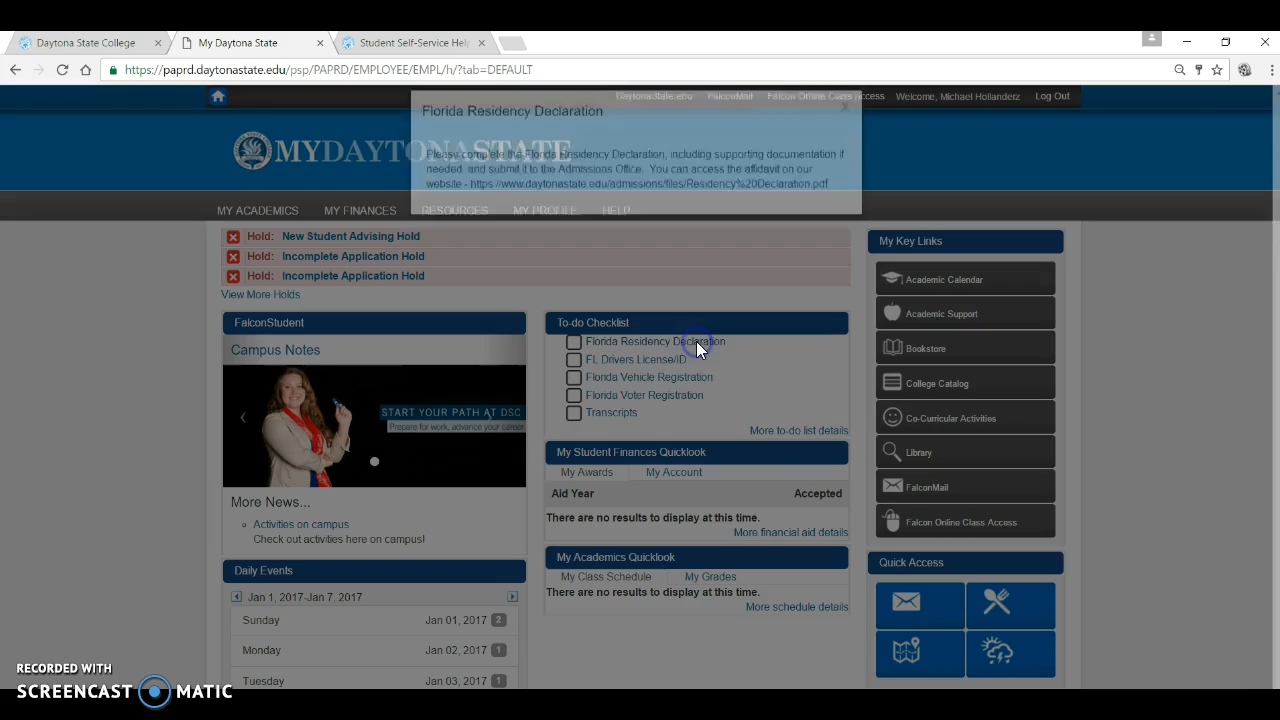 Daytona State College
My Daytona State
Student Self-Service Help
https://paprd.daytonastate.edu/psp/PAPRD/EMPLOYEE/EMPL/h/?tab=DEFAULT
DaytonaState.edu FalconMail Falcon Online Class Access Welcome, Michael Hollanderz Log Out
Florida Residency Declaration
MYDAYTONASTATE
Please complete the Florida Residency Declaration, including supporting documentation if
needed, and submit it to the Admissions Office. You can access the affidavit on our
website - https://www.daytonastate.edu/admissions/files/Residency%20Declaration.pdf
MY ACADEMICS MY FINANCES RESOURCES MY PROFILE HELP
Hold: New Student Advising Hold
Hold: Incomplete Application Hold
Hold: Incomplete Application Hold
View More Holds
FalconStudent
Campus Notes
START YOUR PATH AT DSC
Prepare for work, advance your career
More News...
Activities on campus
Check out activities here on campus!
Daily Events
Jan 1, 2017-Jan 7, 2017
Sunday Jan 01, 2017 2
Monday Jan 02, 2017 1
Tuesday Jan 03, 2017 1
To-do Checklist
Florida Residency Declaration
FL Drivers License/ID
Florida Vehicle Registration
Florida Voter Registration
Transcripts
More to-do list details
My Student Finances Quicklook
My Awards My Account
Aid Year Accepted
There are no results to display at this time.
More financial aid details
My Academics Quicklook
My Class Schedule My Grades
There are no results to display at this time.
More schedule details
My Key Links
Academic Calendar
Academic Support
Bookstore
College Catalog
Co-Curricular Activities
Library
FalconMail
Falcon Online Class Access
Quick Access
RECORDED WITH
SCREENCAST MATIC